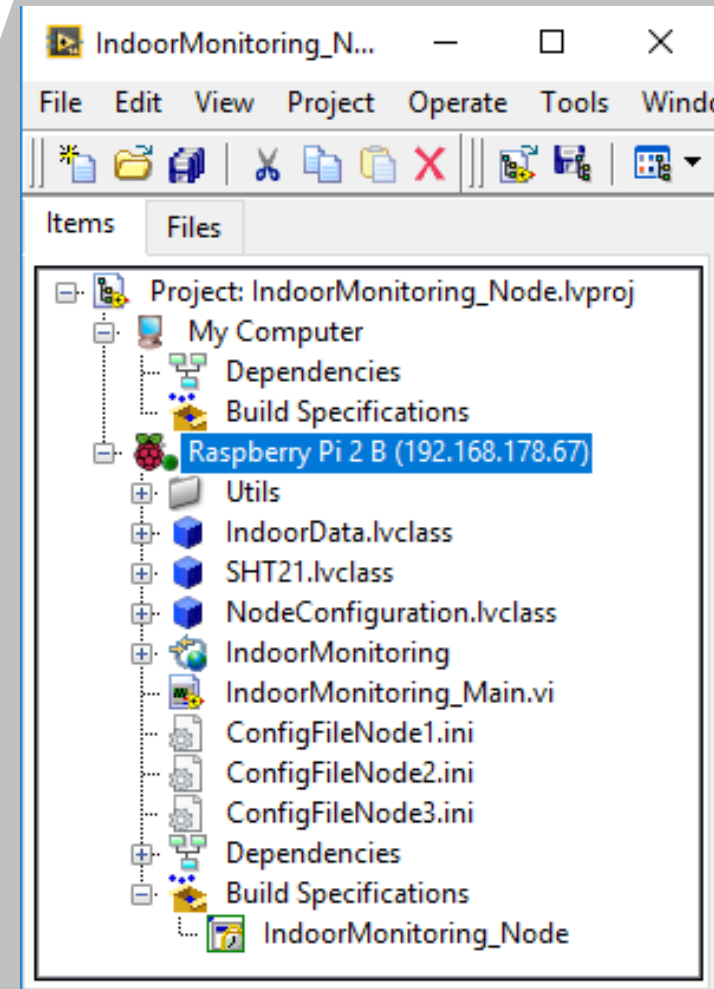 IndoorMonitoring_N...
File Edit View Project Operate Tools Windo
Items Files
Project: IndoorMonitoring_Node.lvproj
My Computer
Dependencies
Build Specifications
Raspberry Pi 2 B (192.168.178.67)
Utils
IndoorData.lvclass
SHT21.lvclass
NodeConfiguration.lvclass
IndoorMonitoring
IndoorMonitoring_Main.vi
ConfigFileNode1.ini
ConfigFileNode2.ini
ConfigFileNode3.ini
Dependencies
Build Specifications
IndoorMonitoring_Node